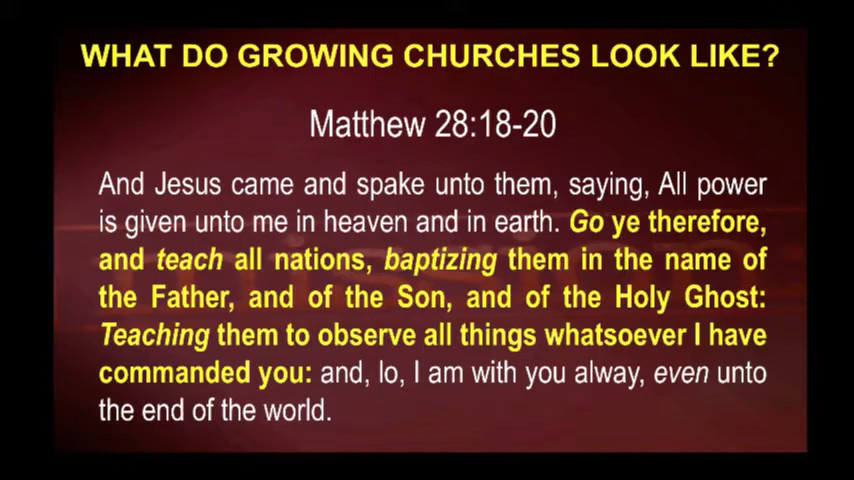 WHAT DO GROWING CHURCHES LOOK LIKE?
Matthew 28:18-20
And Jesus came and spake unto them, saying, All power
is given unto me in heaven and in earth. Go ye therefore,
and teach all nations, baptizing them in the name of
the Father, and of the Son, and of the Holy Ghost:
Teaching them to observe all things whatsoever I have
commanded you: and, lo, I am with you alway, even unto
the end of the world.
mission